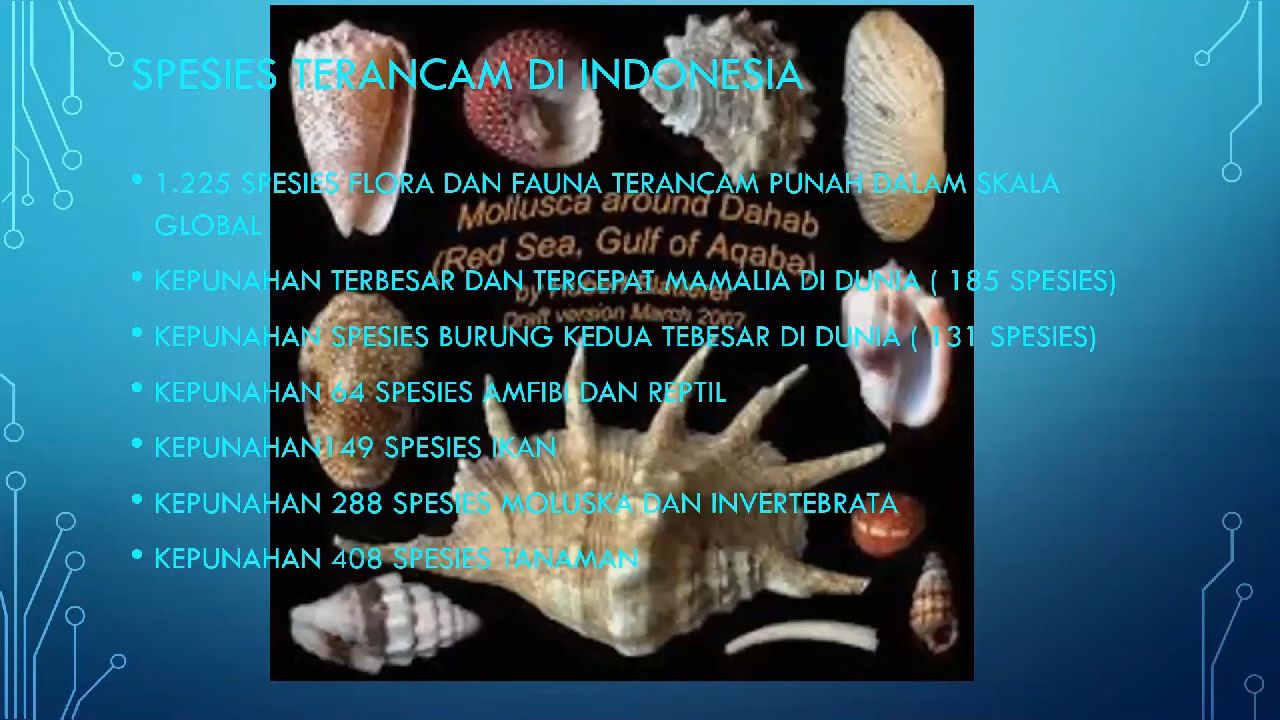 SPESIES TERANCAM DI INDONESIA
• 1.225 SPESIES FLORA DAN FAUNA TERANCAM PUNAH DALAM SKALA
GLOBAL
Mollusca around Dahab
(Red Sea, Gulf of Aqaba)
• KEPUNAHAN TERBESAR DAN TERCEPAT MAMALIA DI DUNIA ( 185 SPESIES)
by
Draft version March 2007
• KEPUNAHAN SPESIES BURUNG KEDUA TEBESAR DI DUNIA ( 131 SPESIES)
• KEPUNAHAN 64 SPESIES AMFIBI DAN REPTIL
• KEPUNAHAN149 SPESIES IKAN
• KEPUNAHAN 288 SPESIES MOLUSKA DAN INVERTEBRATA
• KEPUNAHAN 408 SPESIES TANAMAN